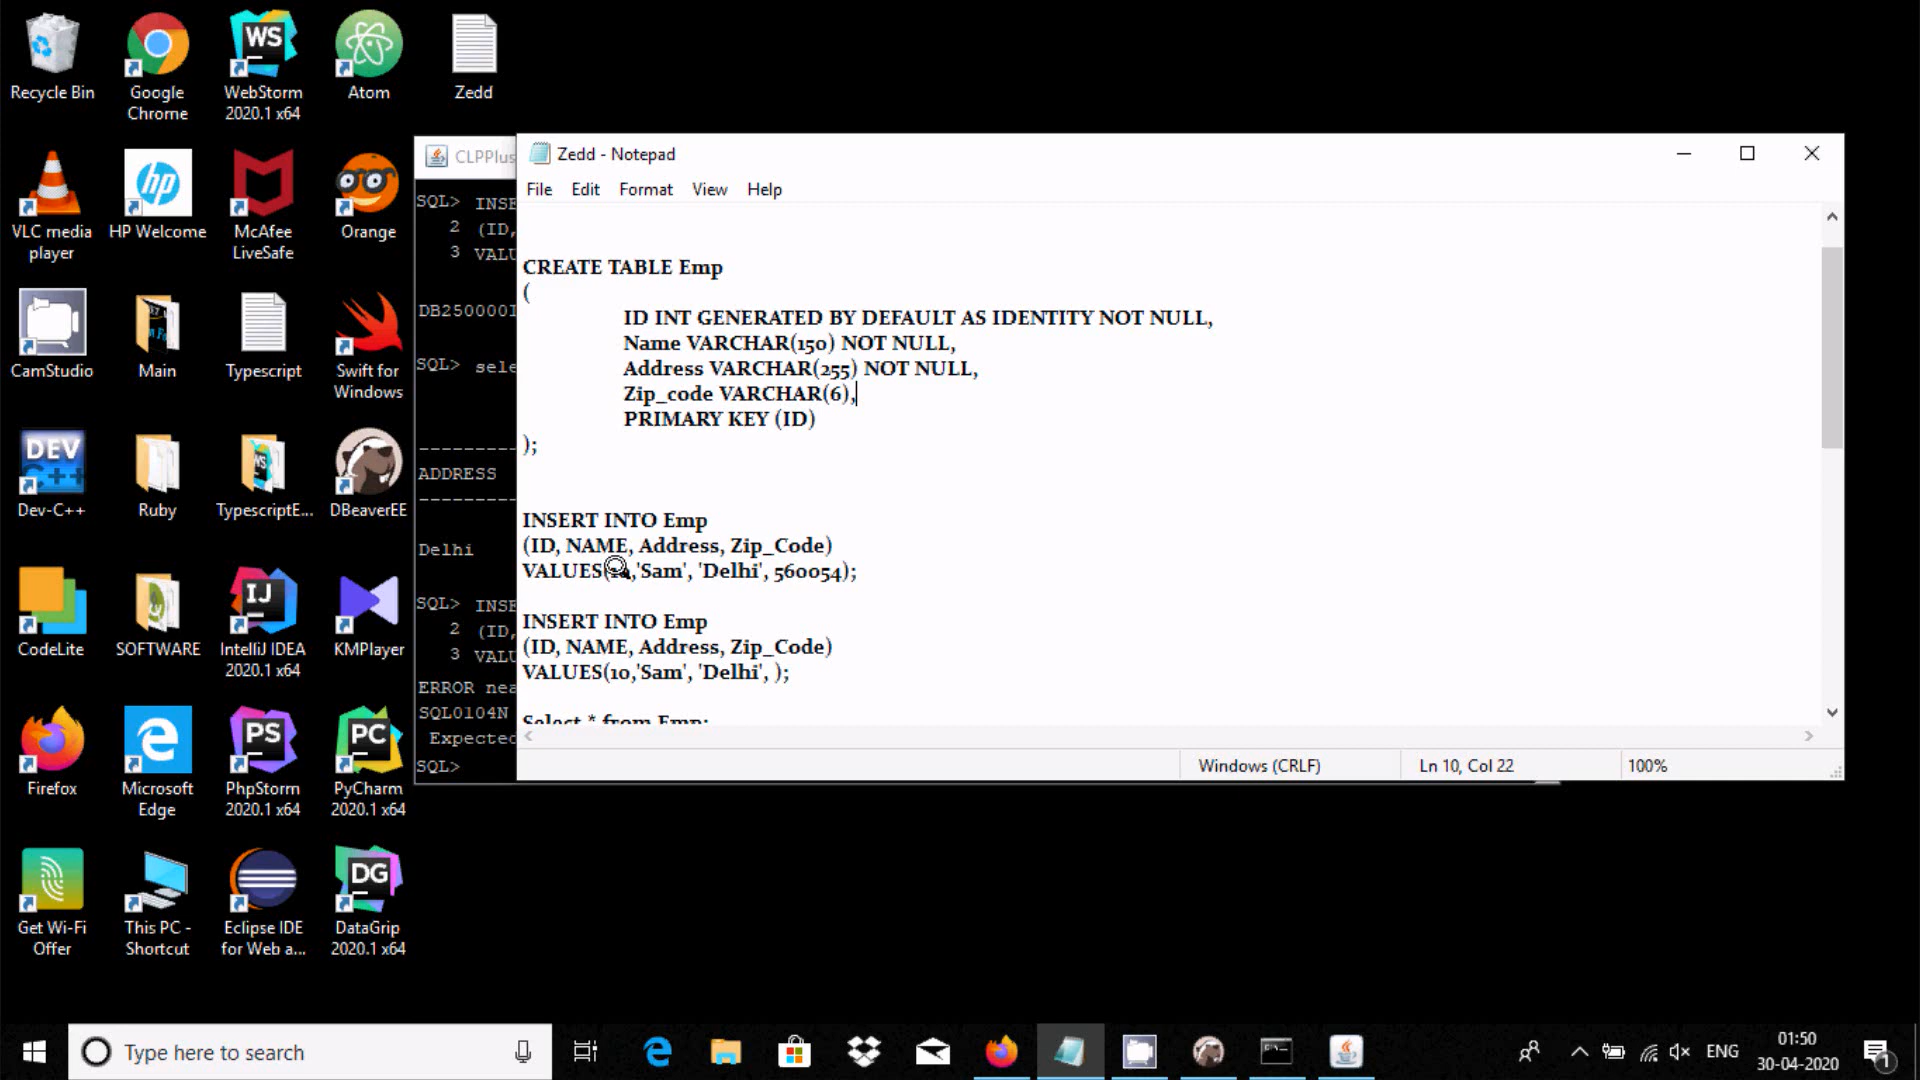 Recycle Bin
Google Chrome
WebStorm 2020.1 x64
Atom
Zedd
VLC media player
HP Welcome
McAfee LiveSafe
Orange
CamStudio
Main
Typescript
Swift for Windows
Dev-C++
Ruby
TypescriptE...
DBeaverEE
CodeLite
SOFTWARE
IntelliJ IDEA 2020.1 x64
KMPlayer
Firefox
Microsoft Edge
PhpStorm 2020.1 x64
PyCharm 2020.1 x64
Get Wi-Fi Offer
This PC - Shortcut
Eclipse IDE for Web a...
DataGrip 2020.1 x64
CLPPlus
SQL> INSE
2 (ID,
3 VALU
DB250000I
SQL> sele
----------
ADDRESS
----------
Delhi
SQL> INSE
2 (ID,
3 VALU
ERROR nea
SQL0104N
Expected
SQL>
Zedd - Notepad
File Edit Format View Help
CREATE TABLE Emp
(
ID INT GENERATED BY DEFAULT AS IDENTITY NOT NULL,
Name VARCHAR(150) NOT NULL,
Address VARCHAR(255) NOT NULL,
Zip_code VARCHAR(6),
PRIMARY KEY (ID)
);
INSERT INTO Emp
(ID, NAME, Address, Zip_Code)
VALUES( ,'Sam', 'Delhi', 560054);
INSERT INTO Emp
(ID, NAME, Address, Zip_Code)
VALUES(10,'Sam', 'Delhi', );
Select * from Emp;
Windows (CRLF) Ln 10, Col 22 100%
Type here to search
ENG
01:50
30-04-2020
1